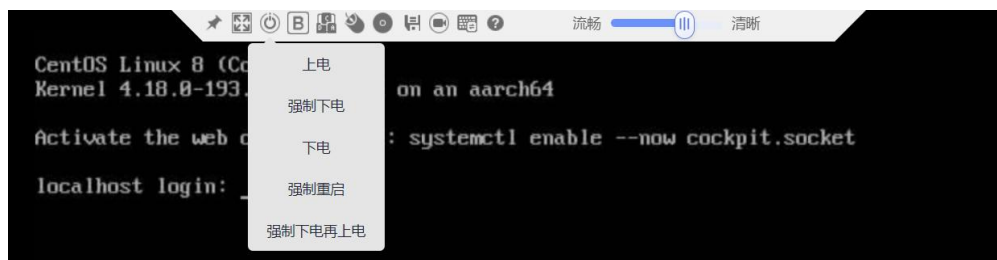 B 流畅 清晰
CentOS Linux 8 (Co
Kernel 4.18.0-193. on an aarch64
Activate the web c : systemctl enable --now cockpit.socket
localhost login: _
上电
强制下电
下电
强制重启
强制下电再上电